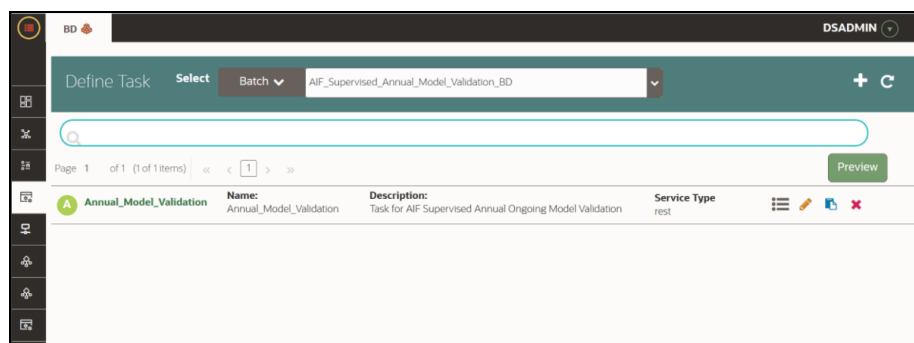 BD
DSADMIN
Define Task Select Batch AIF_Supervised_Annual_Model_Validation_BD
Page 1 of 1 (1 of 1 items) « < 1 > »
Preview
A Annual_Model_Validation
Name:
Annual_Model_Validation
Description:
Task for AIF Supervised Annual Ongoing Model Validation
Service Type
rest